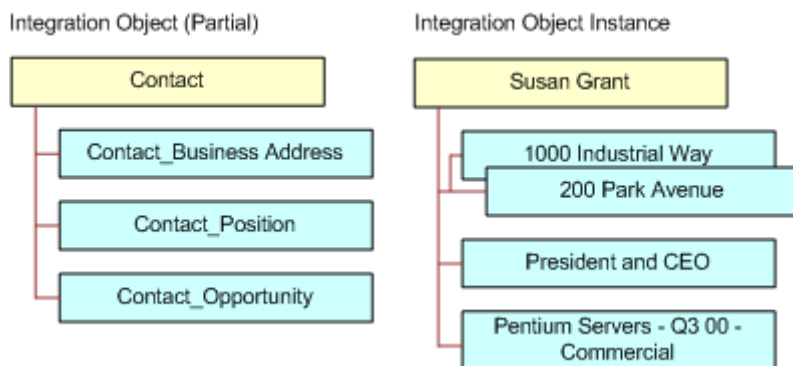 Integration Object (Partial)
Contact
Contact_Business Address
Contact_Position
Contact_Opportunity
Integration Object Instance
Susan Grant
1000 Industrial Way
200 Park Avenue
President and CEO
Pentium Servers - Q3 00 -
Commercial